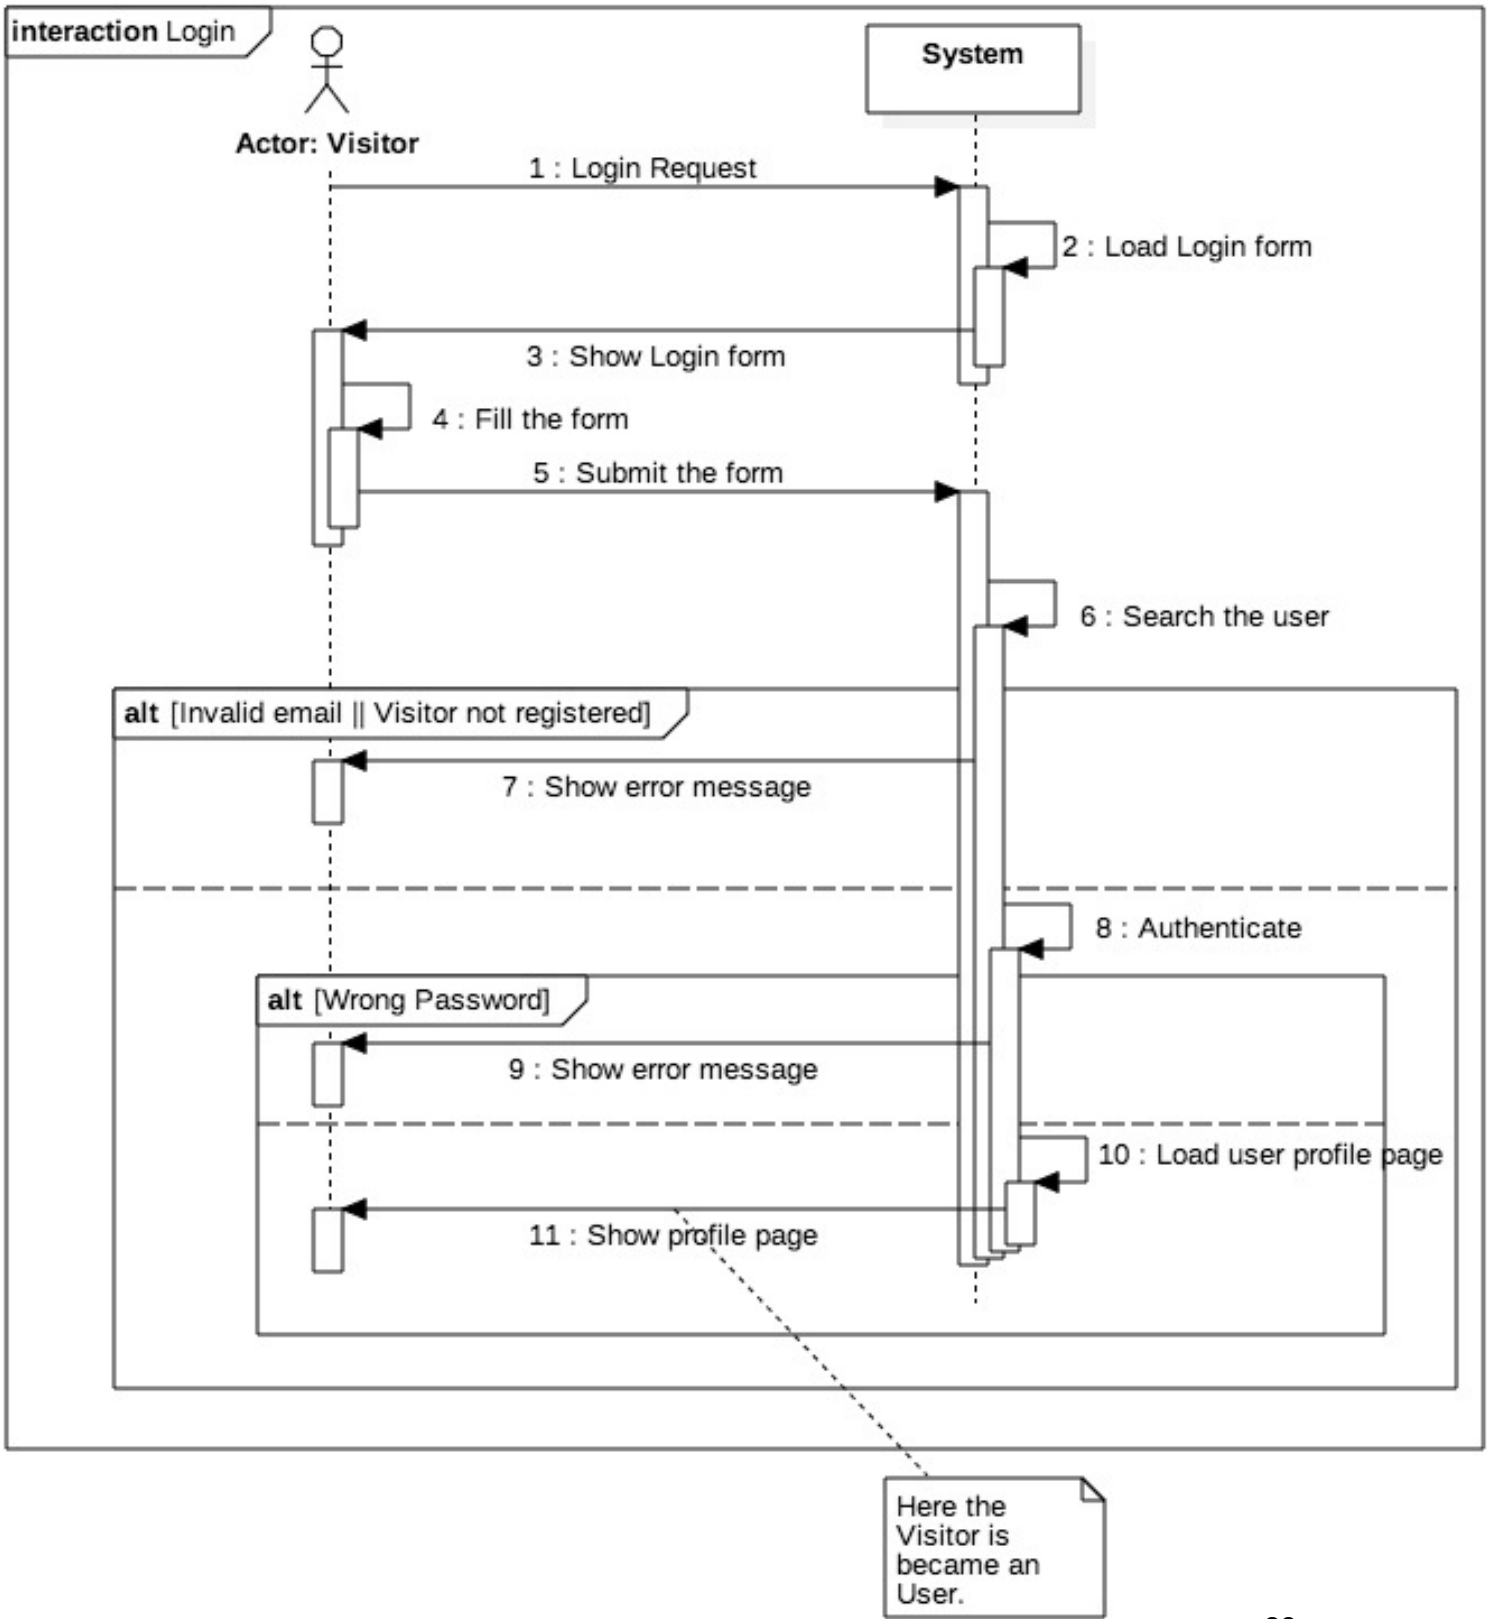 interaction Login
System
Actor: Visitor
1 : Login Request
2 : Load Login form
3 : Show Login form
4 : Fill the form
5 : Submit the form
6 : Search the user
alt [Invalid email || Visitor not registered]
7 : Show error message
8 : Authenticate
alt [Wrong Password]
9 : Show error message
10 : Load user profile page
11 : Show profile page
Here the
Visitor is
became an
User.